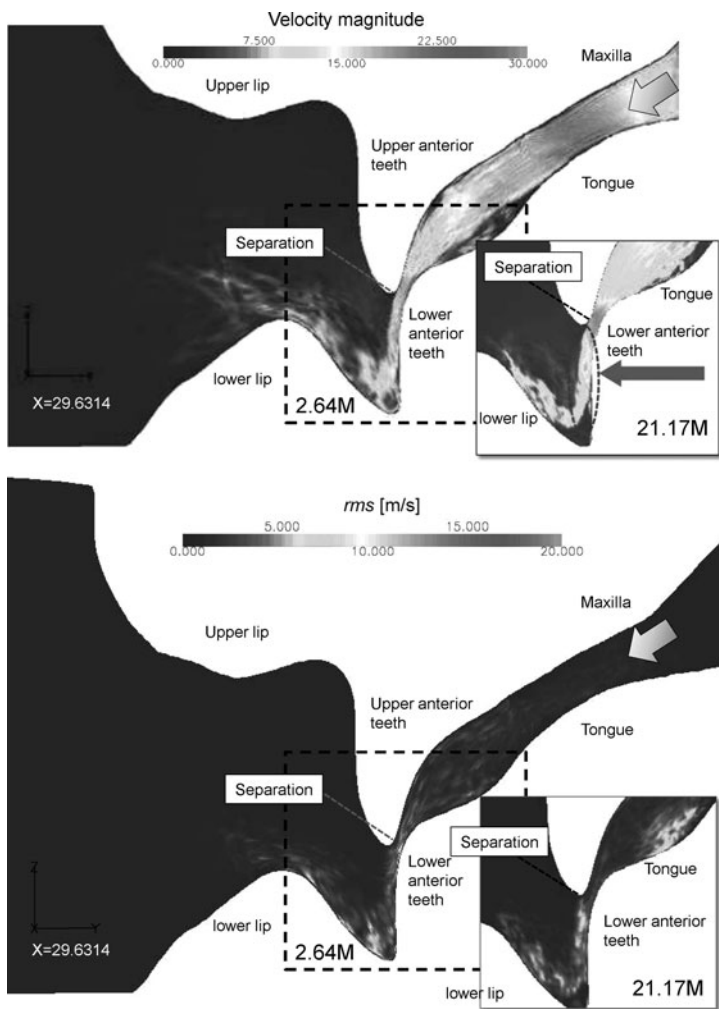 Velocity magnitude
7.500 22.500
0.000 15.000 30.000
Maxilla
Upper lip
Upper anterior
teeth
Tongue
Separation
Separation
Tongue
Lower
anterior
teeth
Lower anterior
teeth
lower lip
X=29.6314
2.64M
lower lip
21.17M
rms [m/s]
5.000 15.000
0.000 10.000 20.000
Maxilla
Upper lip
Upper anterior
teeth
Tongue
Separation
Separation
Lower
anterior
teeth
Tongue
Z
Lower anterior
teeth
lower lip
X Y
X=29.6314
2.64M
21.17M
lower lip